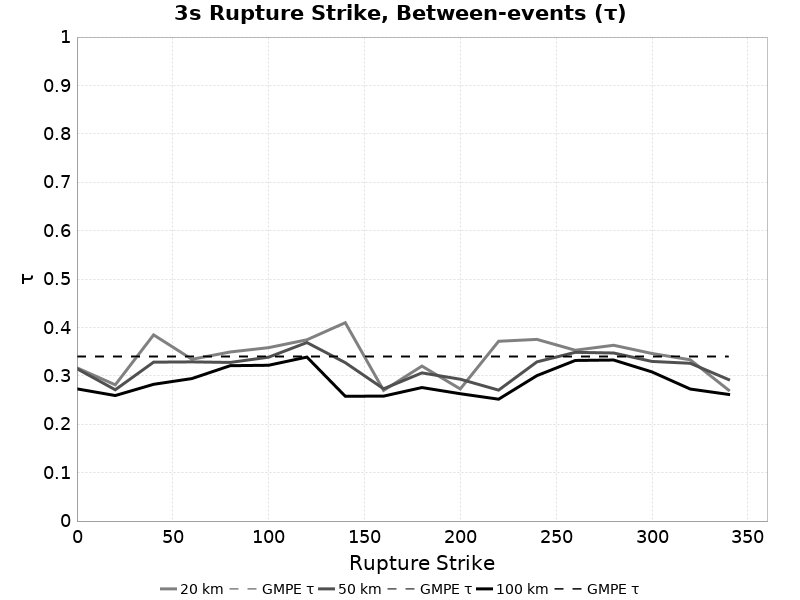 3s Rupture Strike, Between-events (τ)
1
0.9
0.8
0.7
0.6
0.5
0.4
0.3
0.2
0.1
0
τ
0 50 100 150 200 250 300 350
Rupture Strike
20 km GMPE τ 50 km GMPE τ 100 km GMPE τ